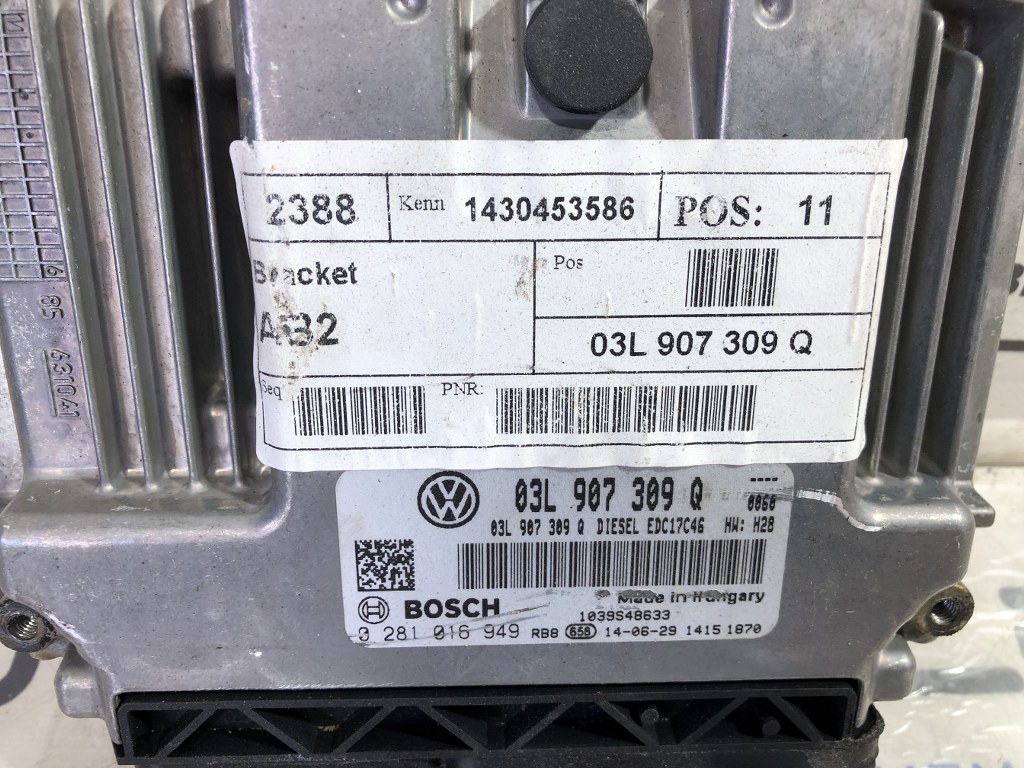 2388
Kenn 1430453586
POS: 11
Bracket
Pos
03L 907 309 Q
Seq
PNR:
03L 907 309 Q
----
0060
03L 907 309 Q DIESEL EDC17C46 HW: H28
BOSCH
Made in Hungary
1039S48633
0 281 016 949 RB8 658 14-06-29 1415 1870